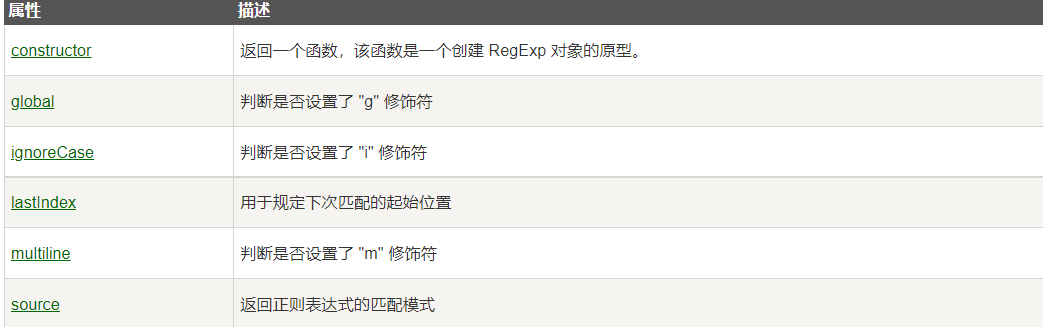 属性 描述
constructor 返回一个函数，该函数是一个创建 RegExp 对象的原型。
global 判断是否设置了 "g" 修饰符
ignoreCase 判断是否设置了 "i" 修饰符
lastIndex 用于规定下次匹配的起始位置
multiline 判断是否设置了 "m" 修饰符
source 返回正则表达式的匹配模式